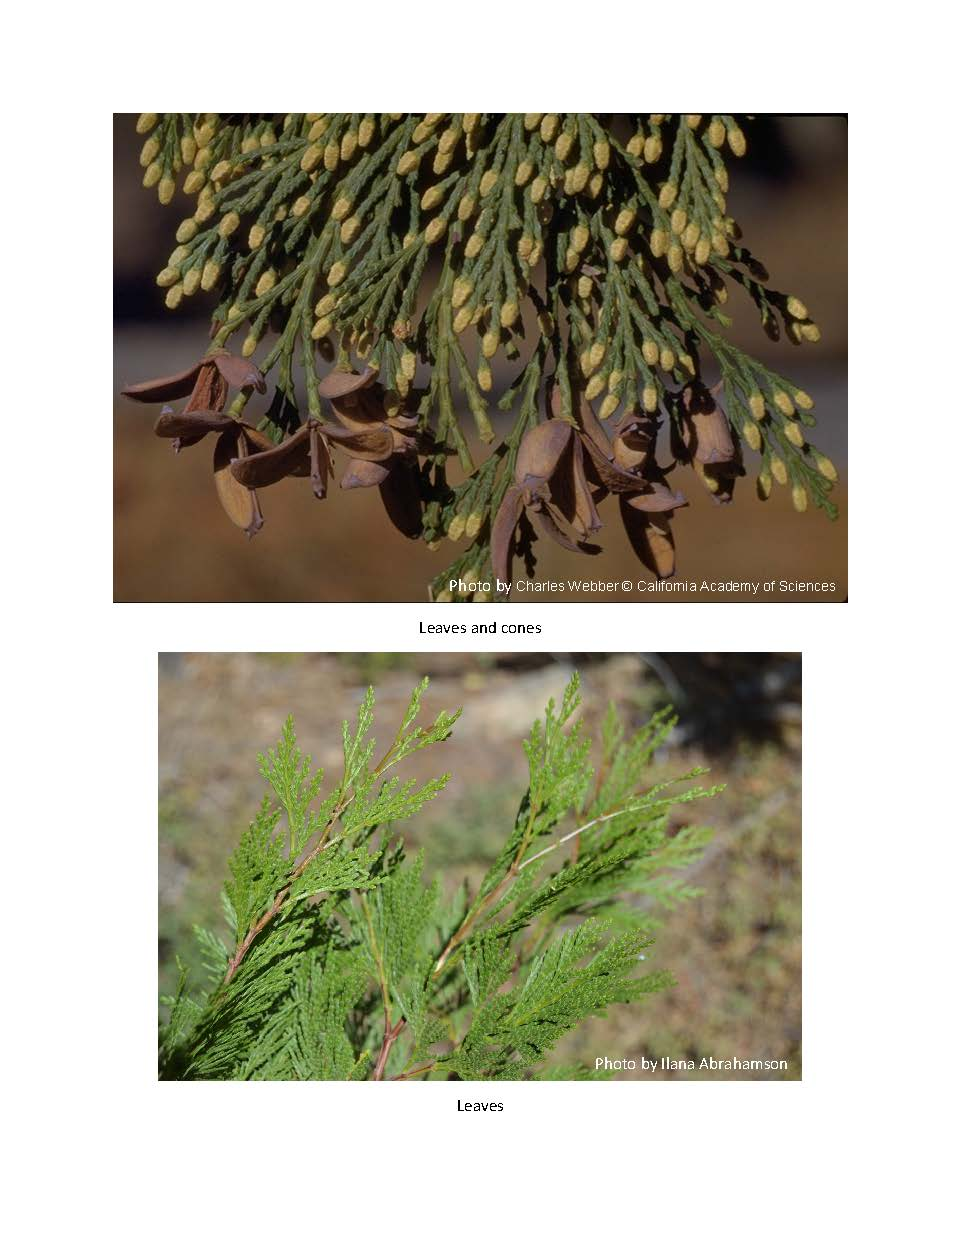 Photo by Charles Webber © California Academy of Sciences
Leaves and cones
Photo by Ilana Abrahamson
Leaves